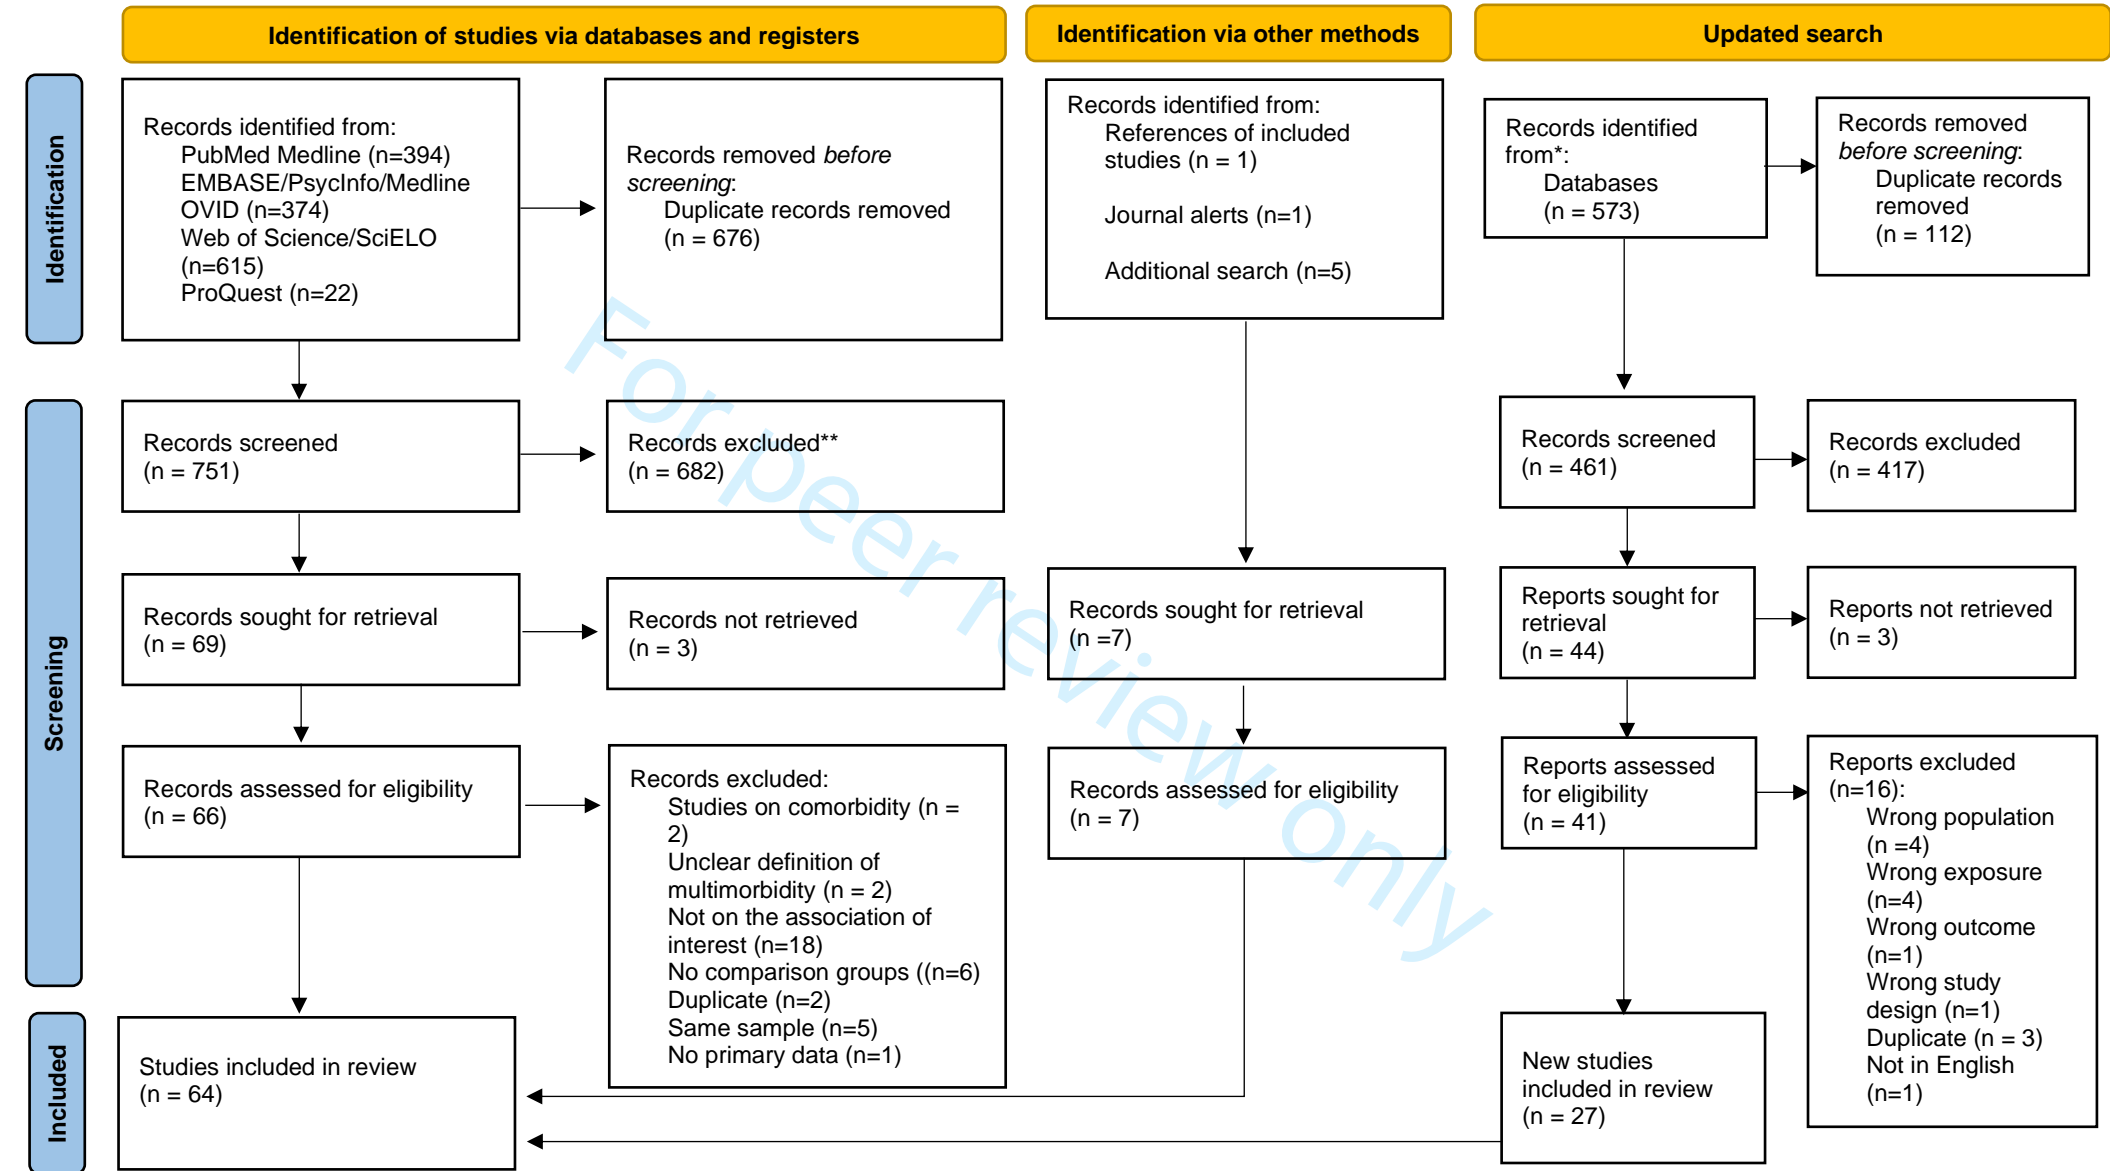 Identification of studies via databases and registers
Identification via other methods
Updated search
Identification
Records identified from:
PubMed Medline (n=394)
EMBASE/PsycInfo/Medline
OVID (n=374)
Web of Science/SciELO
(n=615)
ProQuest (n=22)
Records removed before
screening:
Duplicate records removed
(n = 676)
Records identified from:
References of included
studies (n = 1)
Journal alerts (n=1)
Additional search (n=5)
Records identified
from*:
Databases
(n = 573)
Records removed
before screening:
Duplicate records
removed
(n = 112)
Screening
Records screened
(n = 751)
Records excluded**
(n = 682)
Records screened
(n = 461)
Records excluded
(n = 417)
Records sought for retrieval
(n = 69)
Records not retrieved
(n = 3)
Records sought for retrieval
(n =7)
Reports sought for
retrieval
(n = 44)
Reports not retrieved
(n = 3)
Records assessed for eligibility
(n = 66)
Records excluded:
Studies on comorbidity (n =
2)
Unclear definition of
multimorbidity (n = 2)
Not on the association of
interest (n=18)
No comparison groups ((n=6)
Duplicate (n=2)
Same sample (n=5)
No primary data (n=1)
Records assessed for eligibility
(n = 7)
Reports assessed
for eligibility
(n = 41)
Reports excluded
(n=16):
Wrong population
(n =4)
Wrong exposure
(n=4)
Wrong outcome
(n=1)
Wrong study
design (n=1)
Duplicate (n = 3)
Not in English
(n=1)
Included
Studies included in review
(n = 64)
New studies
included in review
(n = 27)
For peer review only